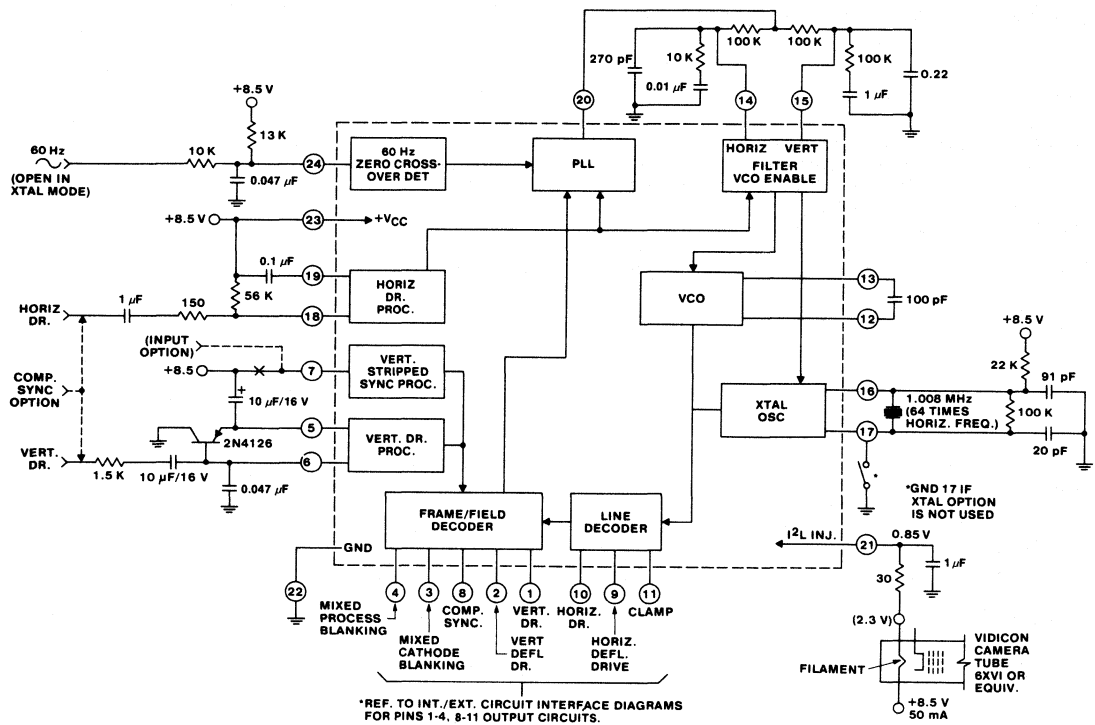 270 pF
10 K
0.01 µF
100 K
100 K
100 K
1 µF
0.22
20
14
15
+8.5 V
13 K
60 Hz
(OPEN IN
XTAL MODE)
10 K
0.047 µF
24
60 Hz
ZERO CROSS-
OVER DET
PLL
HORIZ VERT
FILTER
VCO ENABLE
+8.5 V
23
+VCC
0.1 µF
19
56 K
HORIZ
DR.
PROC.
HORIZ
DR.
1 µF
150
18
VCO
13
12
100 pF
(INPUT
OPTION)
+8.5
7
VERT.
STRIPPED
SYNC PROC.
COMP.
SYNC
OPTION
+
10 µF/16 V
5
2N4126
VERT. DR.
PROC.
VERT.
DR.
1.5 K
10 µF/16 V
6
0.047 µF
XTAL
OSC
16
17
+8.5 V
22 K
91 pF
1.008 MHz
(64 TIMES
HORIZ. FREQ.)
100 K
20 pF
*
*GND 17 IF
XTAL OPTION
IS NOT USED
FRAME/FIELD
DECODER
LINE
DECODER
GND
22
I2L INJ.
21
0.85 V
1 µF
30
(2.3 V)
4
3
8
2
1
10
9
11
MIXED
PROCESS
BLANKING
MIXED
CATHODE
BLANKING
COMP.
SYNC.
VERT
DEFL
DR.
VERT.
DR.
HORIZ.
DR.
HORIZ.
DEFL.
DRIVE
CLAMP
FILAMENT
VIDICON
CAMERA
TUBE
6XVI OR
EQUIV.
+8.5 V
50 mA
*REF. TO INT./EXT. CIRCUIT INTERFACE DIAGRAMS
FOR PINS 1-4, 8-11 OUTPUT CIRCUITS.